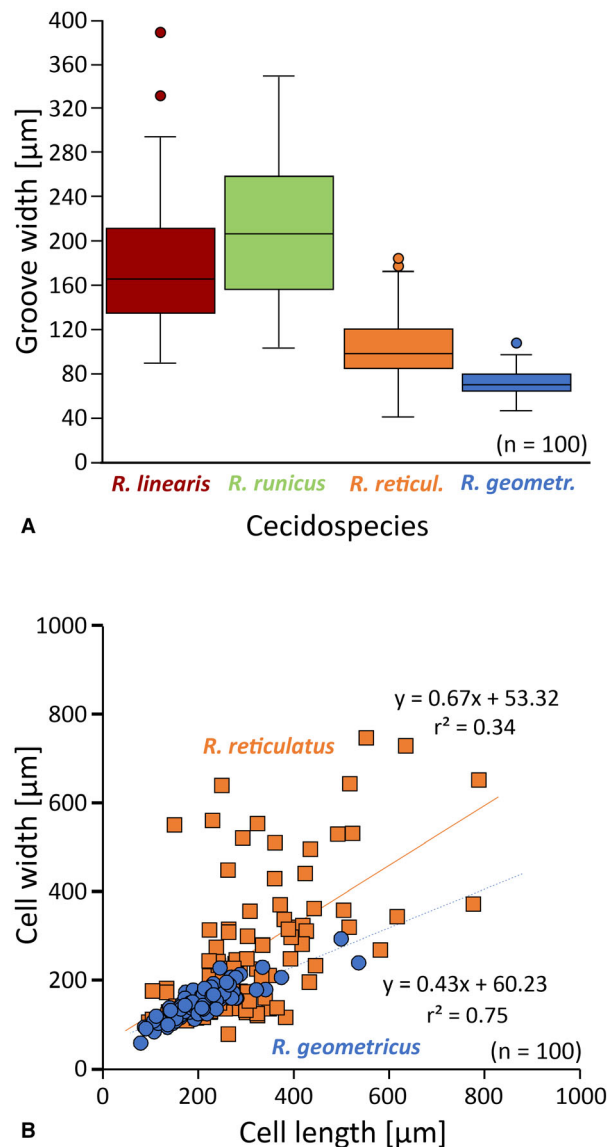 400
360
320
280
240
200
160
120
80
40
0
Groove width [µm]
(n = 100)
R. linearis R. runicus R. reticul. R. geometr.
A
Cecidospecies
1000
800
600
400
200
0
Cell width [µm]
y = 0.67x + 53.32
r² = 0.34
R. reticulatus
y = 0.43x + 60.23
r² = 0.75
R. geometricus
(n = 100)
0 200 400 600 800 1000
B
Cell length [µm]